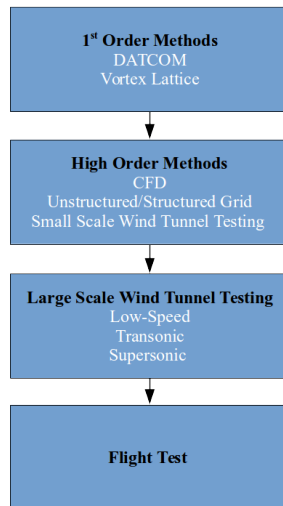 1st Order Methods
DATCOM
Vortex Lattice
High Order Methods
CFD
Unstructured/Structured Grid
Small Scale Wind Tunnel Testing
Large Scale Wind Tunnel Testing
Low-Speed
Transonic
Supersonic
Flight Test